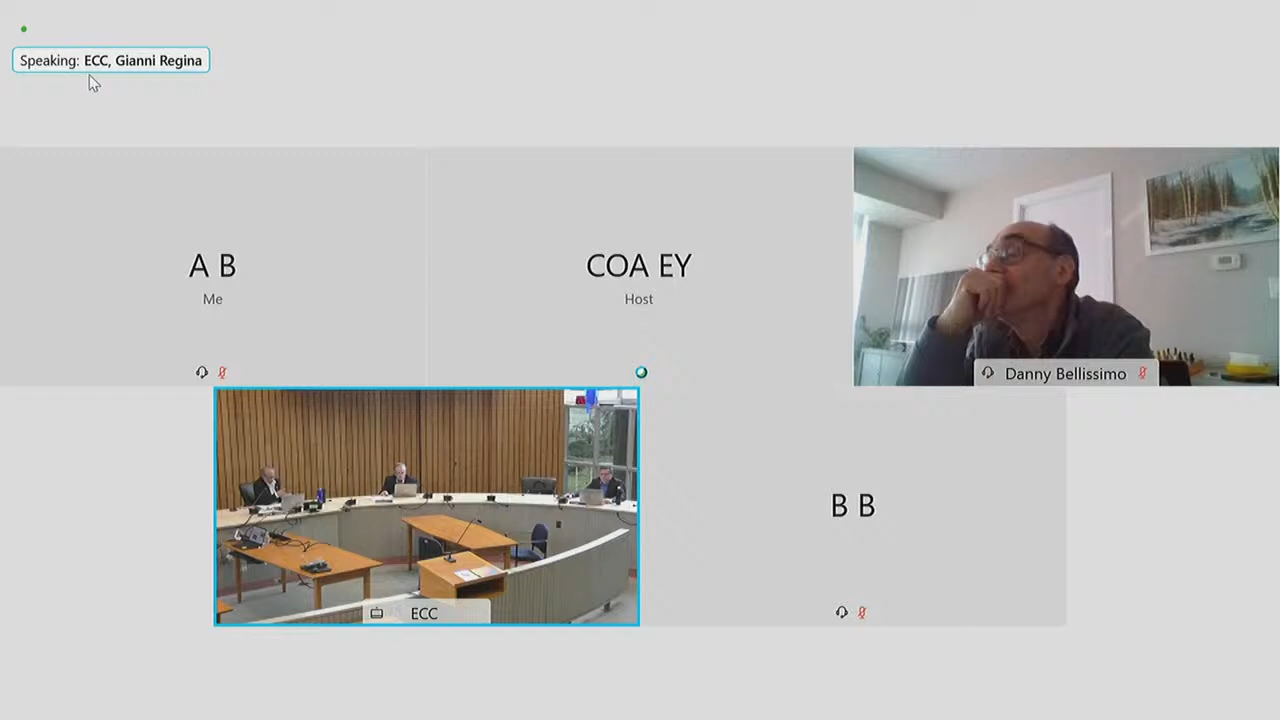 Speaking: ECC, Gianni Regina
A B
Me
COA EY
Host
Danny Bellissimo
ECC
B B